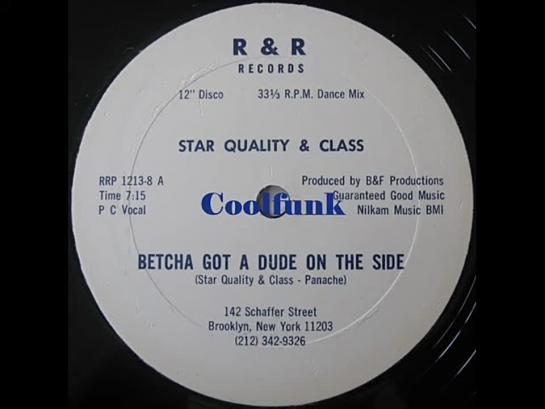 R & R
RECORDS
12" Disco 33⅓ R.P.M. Dance Mix
STAR QUALITY & CLASS
RRP 1213-8 A
Time 7:15
P C Vocal
Produced by B&F Productions
Guaranteed Good Music
Nilkam Music BMI
Coolfunk
BETCHA GOT A DUDE ON THE SIDE
(Star Quality & Class - Panache)
142 Schaffer Street
Brooklyn, New York 11203
(212) 342-9326